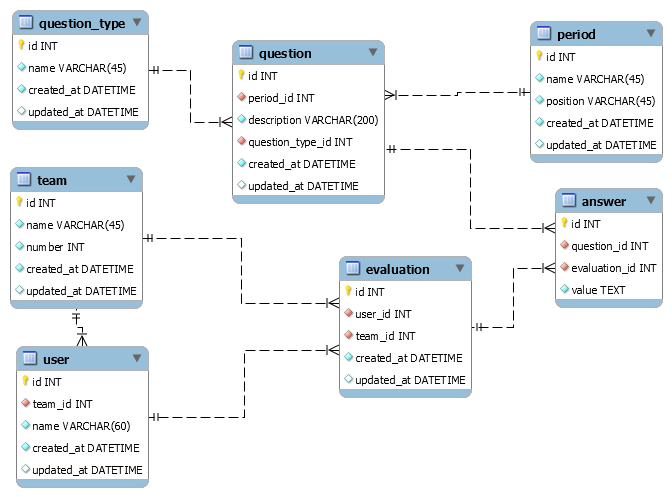 question_type
id INT
name VARCHAR(45)
created_at DATETIME
updated_at DATETIME
question
id INT
period_id INT
description VARCHAR(200)
question_type_id INT
created_at DATETIME
updated_at DATETIME
period
id INT
name VARCHAR(45)
position VARCHAR(45)
created_at DATETIME
updated_at DATETIME
team
id INT
name VARCHAR(45)
number INT
created_at DATETIME
updated_at DATETIME
answer
id INT
question_id INT
evaluation_id INT
value TEXT
evaluation
id INT
user_id INT
team_id INT
created_at DATETIME
updated_at DATETIME
user
id INT
team_id INT
name VARCHAR(60)
created_at DATETIME
updated_at DATETIME